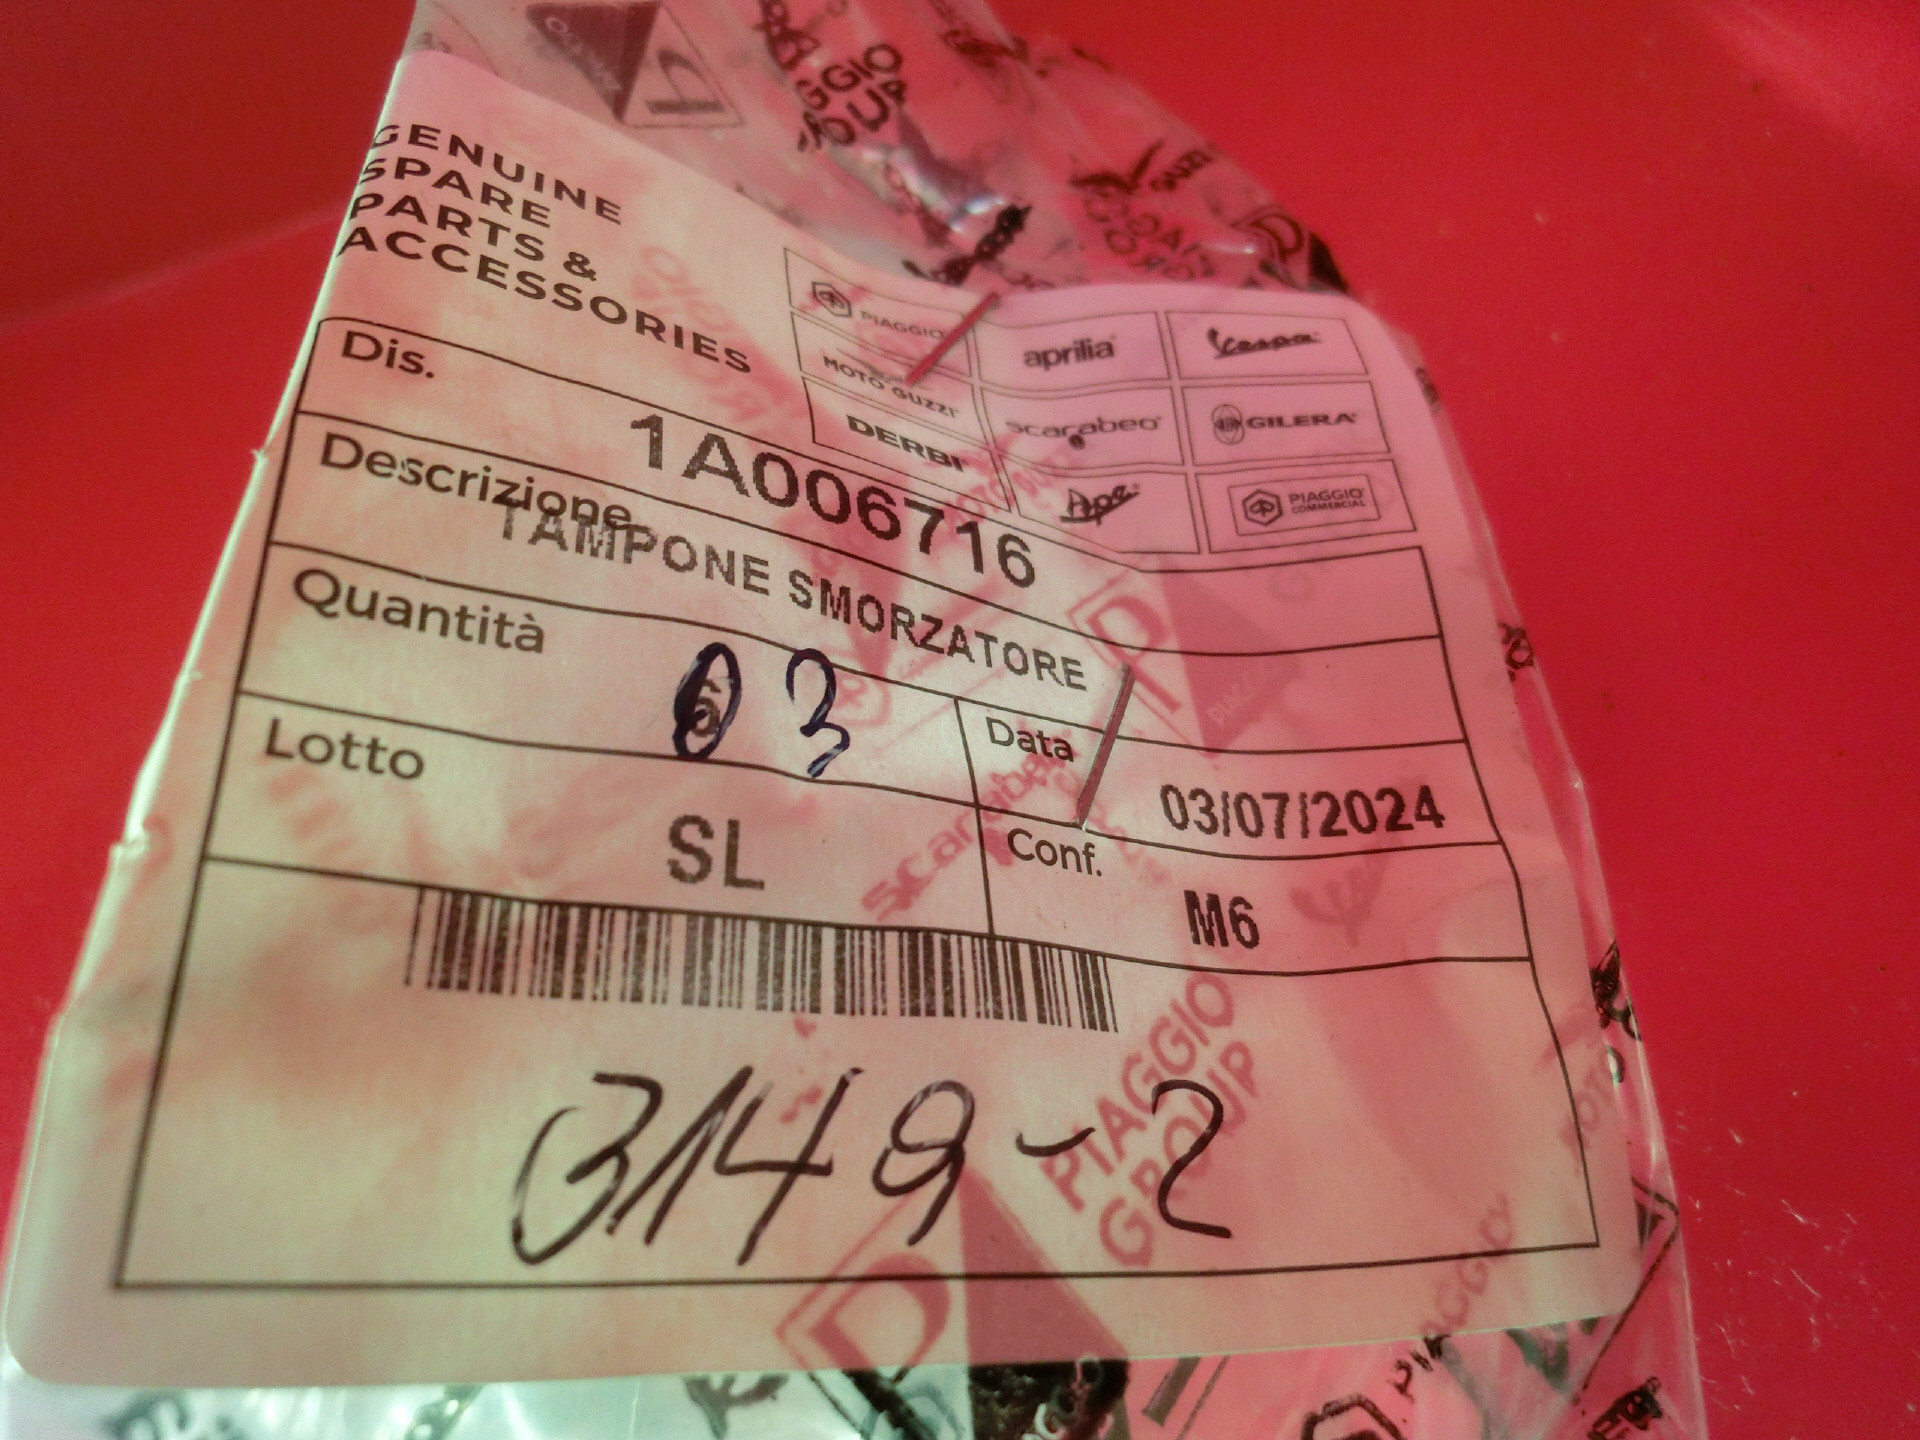 GENUINE
SPARE
PARTS &
ACCESSORIES
PIAGGIO
aprilia
Vespa
MOTO GUZZI
scarabeo
GILERA
DERBI
Ape
PIAGGIO
COMMERCIAL
Dis.
1A006716
Descrizione
TAMPONE SMORZATORE
Quantità
03
Data
03/07/2024
Lotto
SL
Conf.
M6
3149-2
PIAGGIO
GROUP